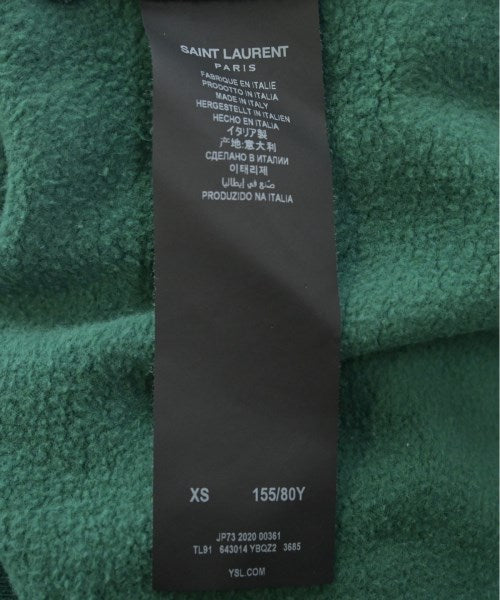 SAINT LAURENT
PARIS
FABRIQUE EN ITALIE
PRODOTTO IN ITALIA
MADE IN ITALY
HERGESTELLT IN ITALIEN
HECHO EN ITALIA
イタリア製
产地:意大利
СДЕЛАНО В ИТАЛИИ
이태리제
صنع في إيطاليا
PRODUZIDO NA ITALIA
XS 155/80Y
JP73 2020 00361
TL91 643014 YBQZ2 3685
YSL.COM